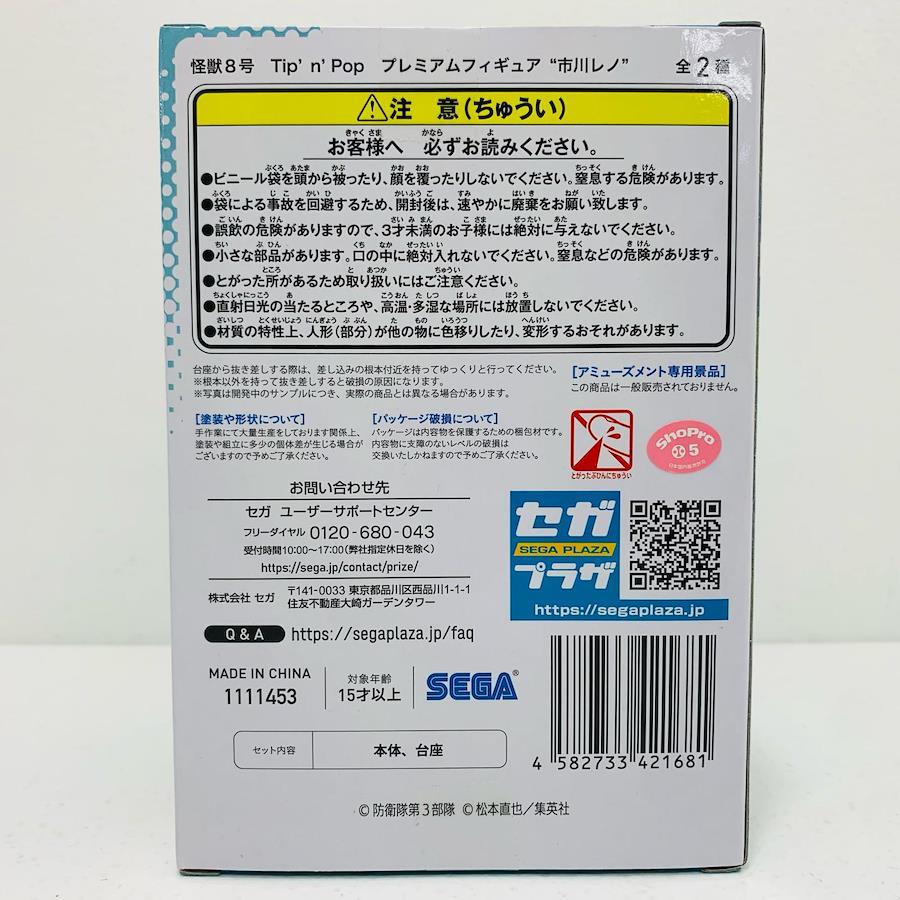 怪獣8号 Tip' n' Pop プレミアムフィギュア "市川レノ" 全2種
⚠注 意(ちゅうい)
お客様へ 必ずお読みください。
●ビニール袋を頭から被ったり、顔を覆ったりしないでください。窒息する危険があります。
●袋による事故を回避するため、開封後は、速やかに廃棄をお願い致します。
●誤飲の危険がありますので、3才未満のお子様には絶対に与えないでください。
●小さな部品があります。口の中に絶対入れないでください。窒息などの危険があります。
●とがった所があるため取り扱いにはご注意ください。
●直射日光の当たるところや、高温・多湿な場所には放置しないでください。
●材質の特性上、人形(部分)が他の物に色移りしたり、変形するおそれがあります。
台座から抜き差しする際は、差し込みの根本付近を持ってゆっくりと行ってください。
※根本以外を持って抜き差しすると破損の原因になります。
※写真は開発中のサンプルにつき、実際の商品とは異なる場合があります。
[アミューズメント専用景品]
この商品は一般販売されておりません。
[塗装や形状について]
手作業にて大量生産をしております関係上、
塗装や組立に多少の個体差が生じる場合が
ございますので予めご了承ください。
[パッケージ破損について]
パッケージは内容物を保護するための梱包材です。
内容物に支障のないレベルの破損は
交換いたしかねますので予めご了承ください。
とがったぶひんにちゅうい
ShoPro
5
日本国内販売許可
お問い合わせ先
セガ ユーザーサポートセンター
フリーダイヤル 0120-680-043
受付時間10:00〜17:00(弊社指定休日を除く)
https://sega.jp/contact/prize/
株式会社 セガ 〒141-0033 東京都品川区西品川1-1-1
住友不動産大崎ガーデンタワー
Q & A https://segaplaza.jp/faq
セガ
SEGA PLAZA
プラザ
https://segaplaza.jp
MADE IN CHINA
1111453
対象年齢
15才以上
SEGA®
セット内容 本体、台座
4 582733 421681
© 防衛隊第3部隊 © 松本直也/集英社